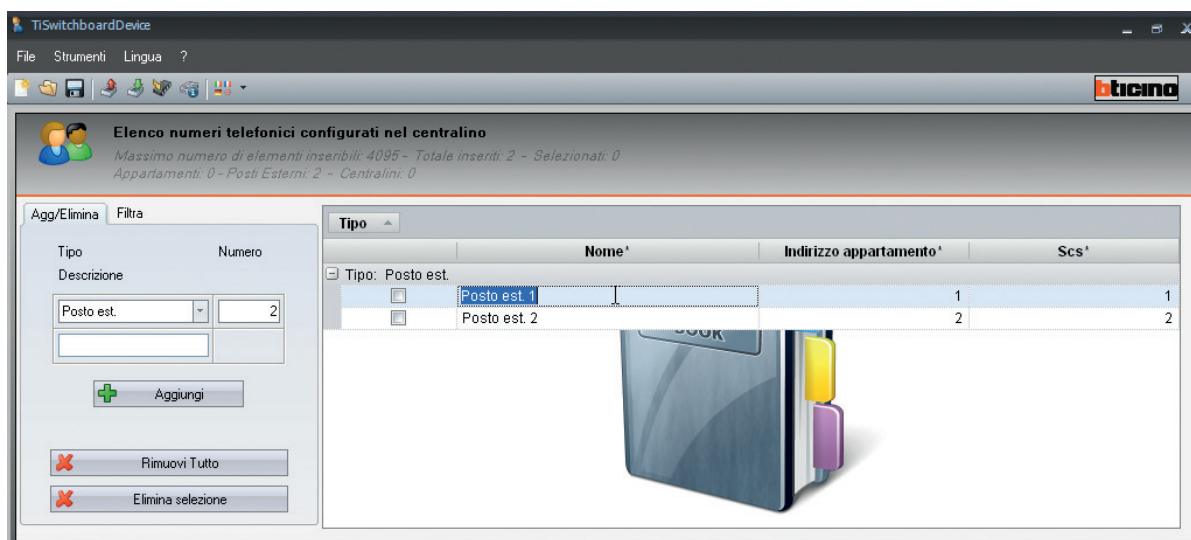 TiSwitchboardDevice
File Strumenti Lingua ?
bticino
Elenco numeri telefonici configurati nel centralino
Massimo numero di elementi inseribili: 4095 - Totale inseriti: 2 - Selezionati: 0
Appartamenti: 0 - Posti Esterni: 2 - Centralini: 0
Agg/Elimina Filtra
Tipo Numero
Descrizione
Posto est. 2
Aggiungi
Rimuovi Tutto
Elimina selezione
Tipo
Nome* Indirizzo appartamento* Scs*
Tipo: Posto est.
Posto est. 1 1 1
Posto est. 2 2 2
BOOK